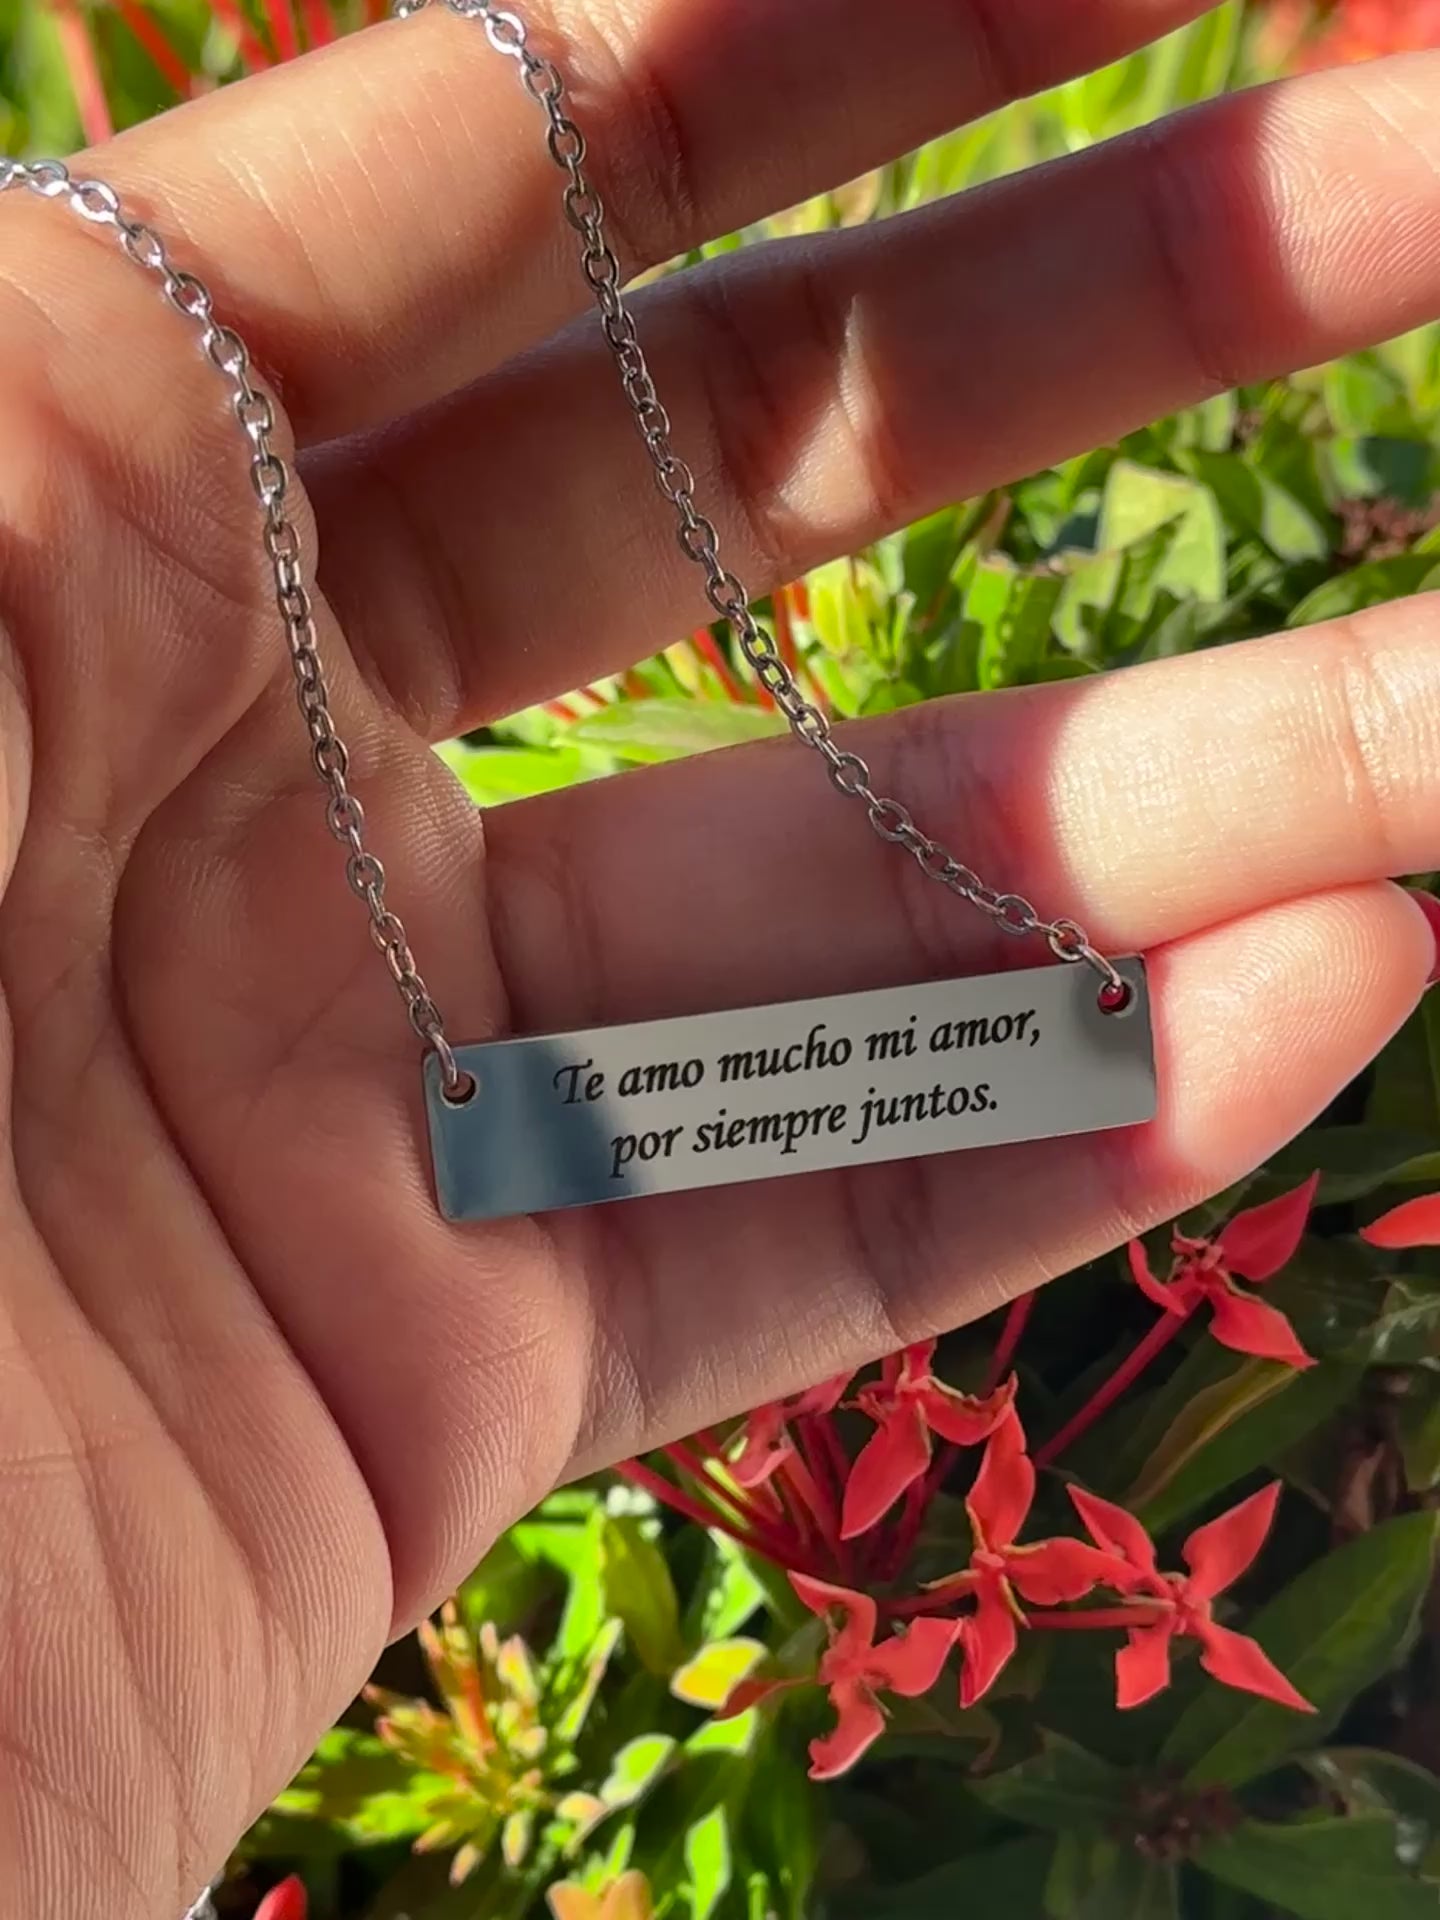 Te amo mucho mi amor,
por siempre juntos.